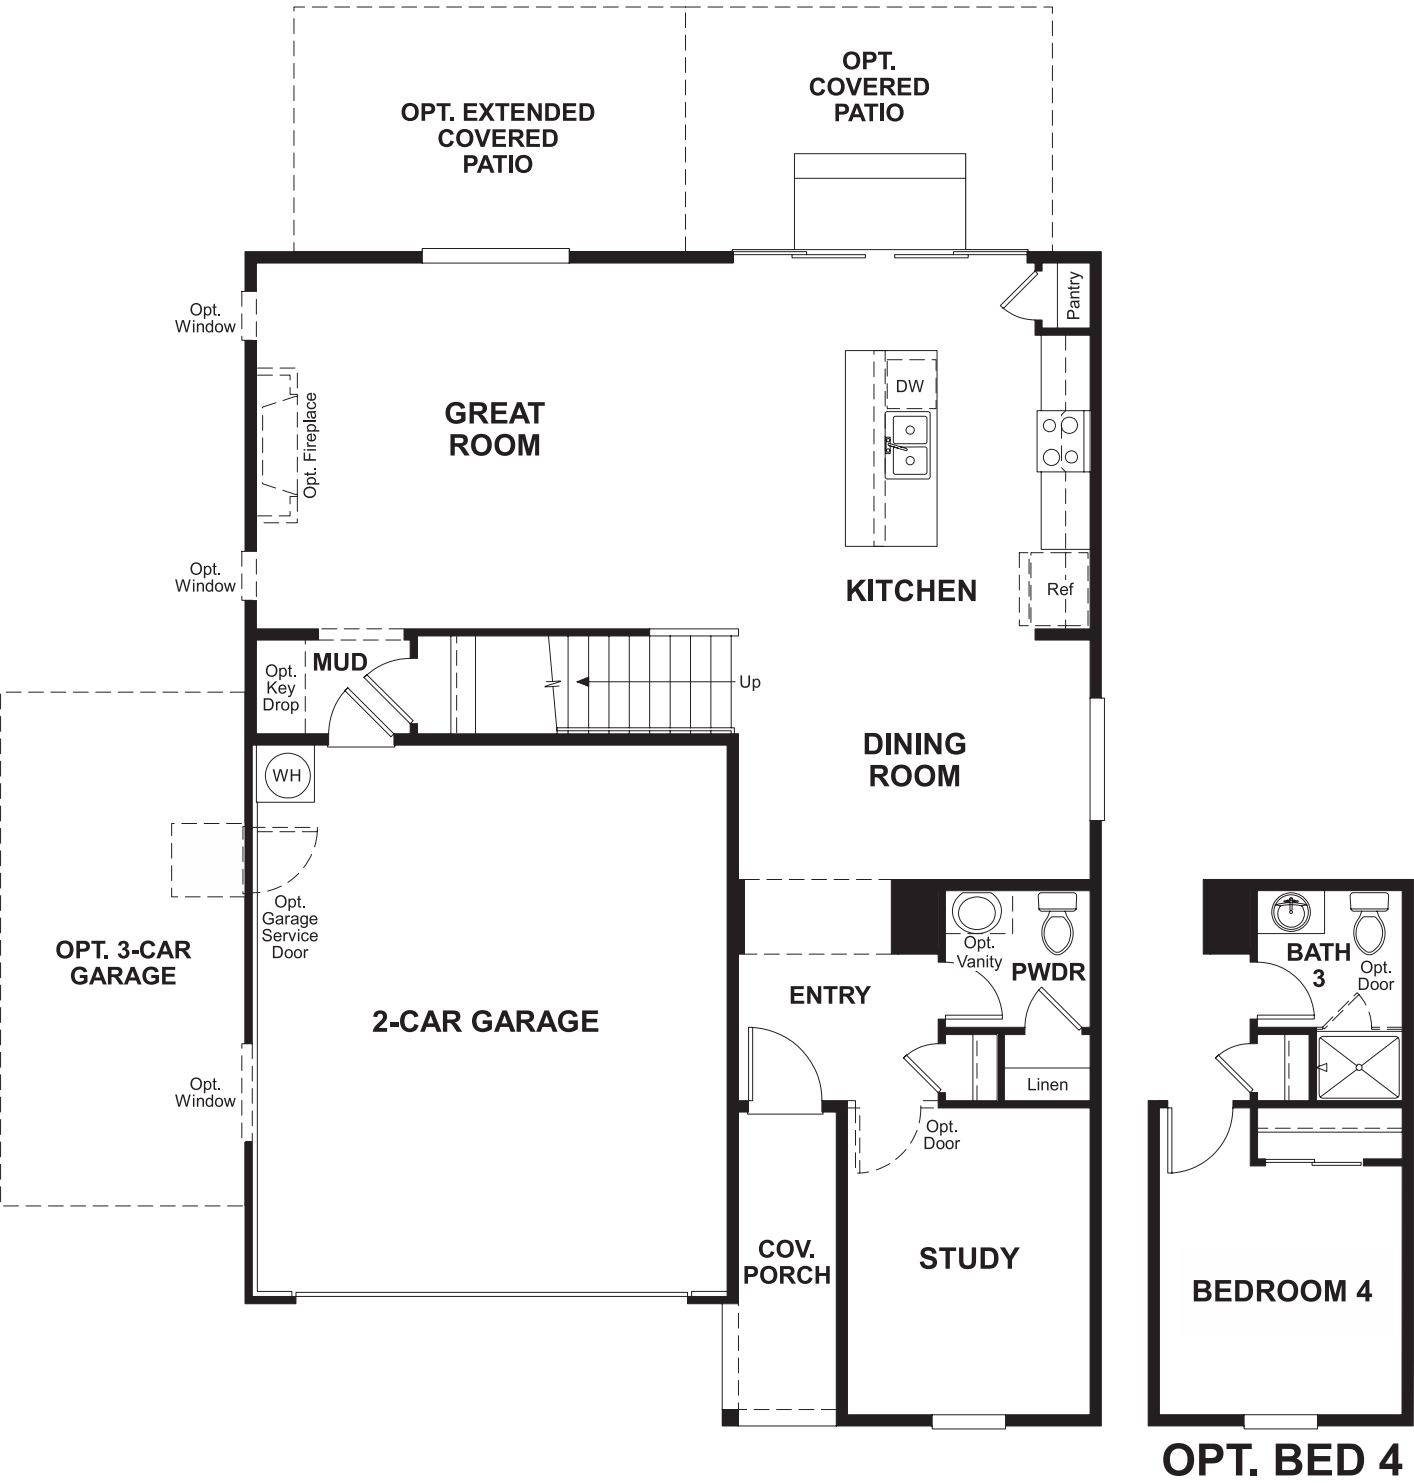 OPT. EXTENDED
COVERED
PATIO
OPT.
COVERED
PATIO
Opt.
Window
Pantry
DW
GREAT
ROOM
Opt. Fireplace
Opt.
Window
KITCHEN
Ref
MUD
Opt.
Key
Drop
Up
DINING
ROOM
WH
Opt.
Garage
Service
Door
OPT. 3-CAR
GARAGE
Opt.
Vanity
PWDR
ENTRY
2-CAR GARAGE
Opt.
Window
Linen
Opt.
Door
COV.
PORCH
STUDY
BATH
3
Opt.
Door
BEDROOM 4
OPT. BED 4